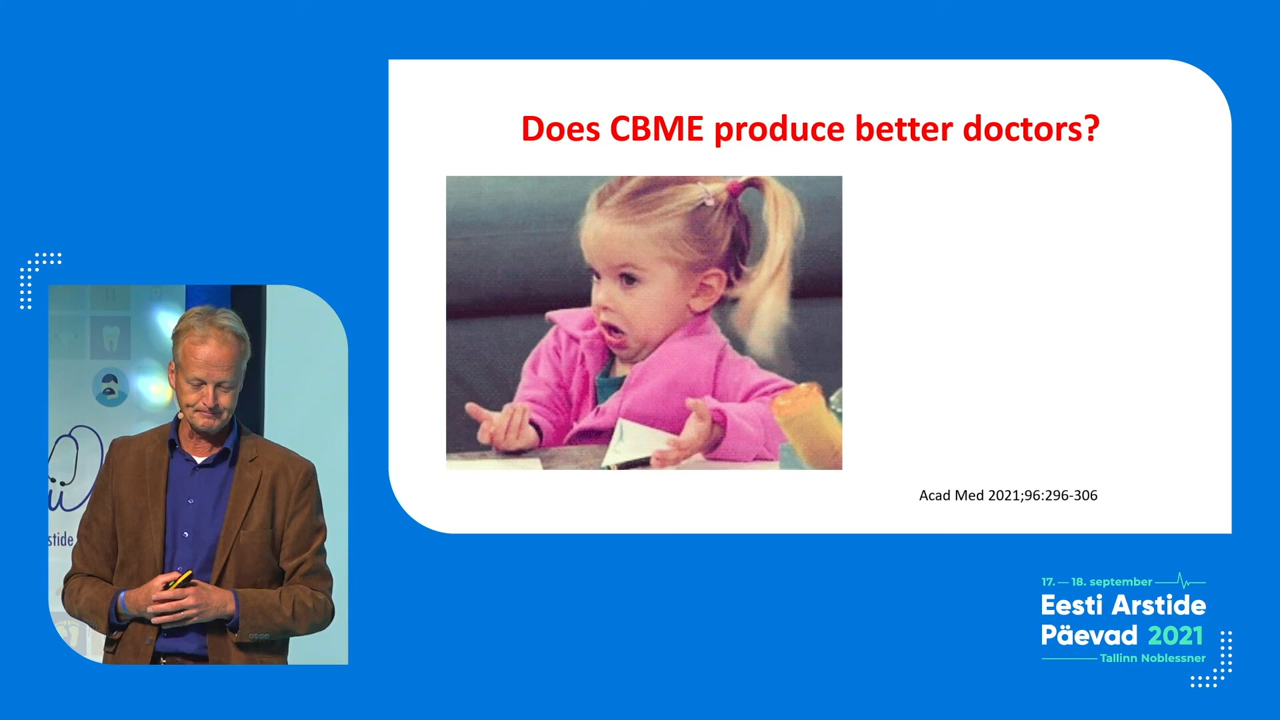 Does CBME produce better doctors?
Acad Med 2021;96:296-306
17. — 18. september
Eesti Arstide
Päevad 2021
Tallinn Noblessner